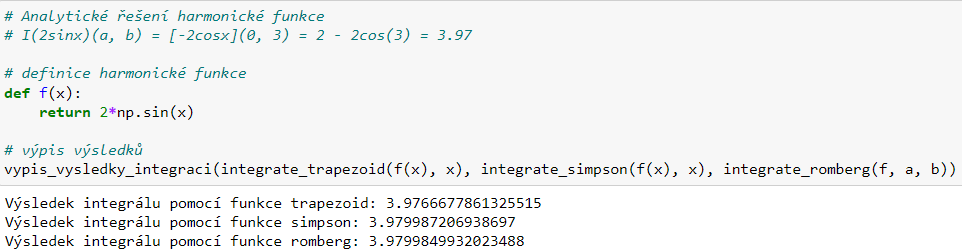 # Analytické řešení harmonické funkce
# I(2sinx)(a, b) = [-2cosx](0, 3) = 2 - 2cos(3) = 3.97
# definice harmonické funkce
def f(x):
    return 2*np.sin(x)
# výpis výsledků
vypis_vysledky_integraci(integrate_trapezoid(f(x), x), integrate_simpson(f(x), x), integrate_romberg(f, a, b))
Výsledek integrálu pomocí funkce trapezoid: 3.9766677861325515
Výsledek integrálu pomocí funkce simpson: 3.979987206938697
Výsledek integrálu pomocí funkce romberg: 3.9799849932023488